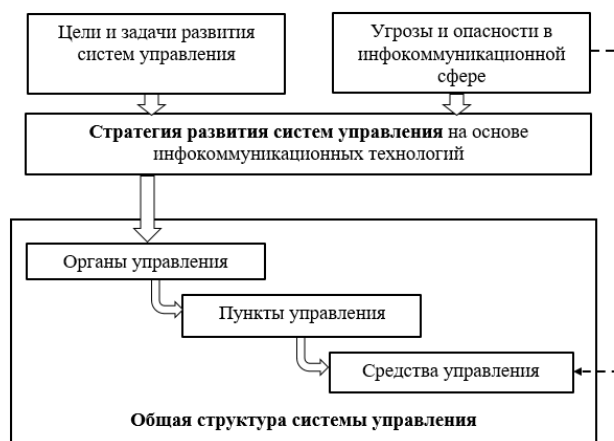 Цели и задачи развития
систем управления
Угрозы и опасности в
инфокоммуникационной
сфере
Стратегия развития систем управления на основе
инфокоммуникационных технологий
Органы управления
Пункты управления
Средства управления
Общая структура системы управления